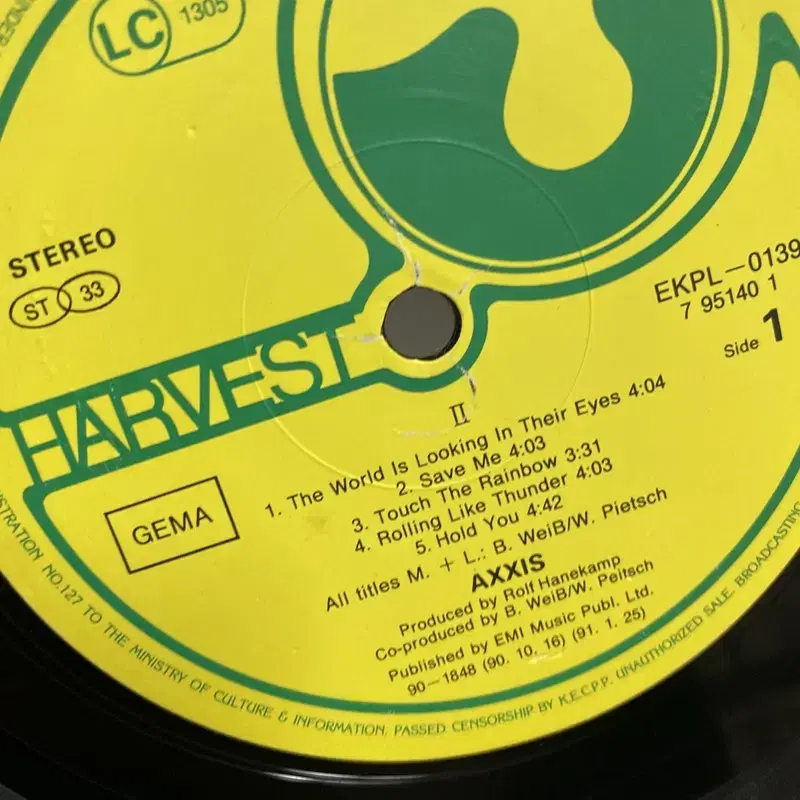 LC
1305
STEREO
ST 33
EKPL-0139
7 95140 1
Side 1
HARVEST
II
1. The World Is Looking In Their Eyes 4:04
2. Save Me 4:03
3. Touch The Rainbow 3:31
4. Rolling Like Thunder 4:03
5. Hold You 4:42
GEMA
All titles M. + L.: B. WeiB/W. Pietsch
AXXIS
Produced by Rolf Hanekamp
Co-produced by B. WeiB/W. Peitsch
Published by EMI Music Publ. Ltd.
90-1848 (90. 10. 16) (91. 1. 25)
NO.127 TO THE MINISTRY OF CULTURE & INFORMATION, PASSED CENSORSHIP BY K.E.C.P.P. UNAUTHORIZED SALE, BROADCASTING